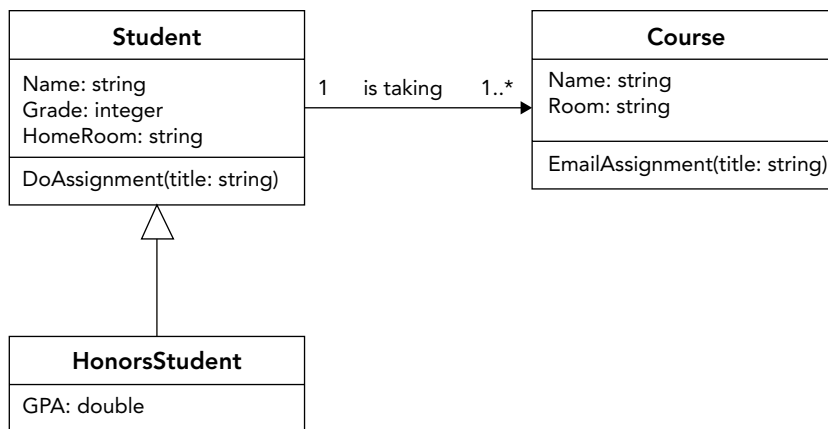 Student
Name: string
Grade: integer
HomeRoom: string
DoAssignment(title: string)
1 is taking 1..*
Course
Name: string
Room: string
EmailAssignment(title: string)
HonorsStudent
GPA: double